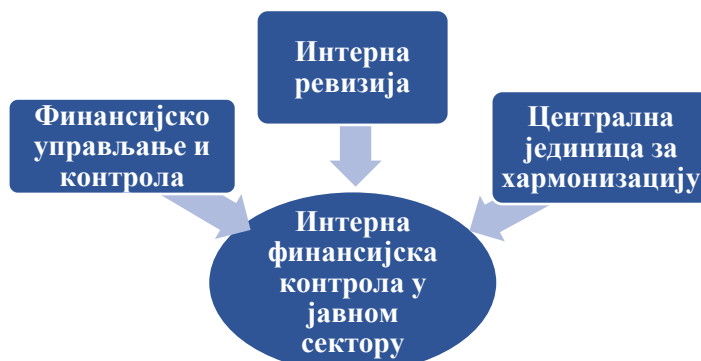 Интерна
ревизија
Финансијско
управљање и
контрола
Централна
јединица за
хармонизацију
Интерна
финансијска
контрола у
јавном
сектору